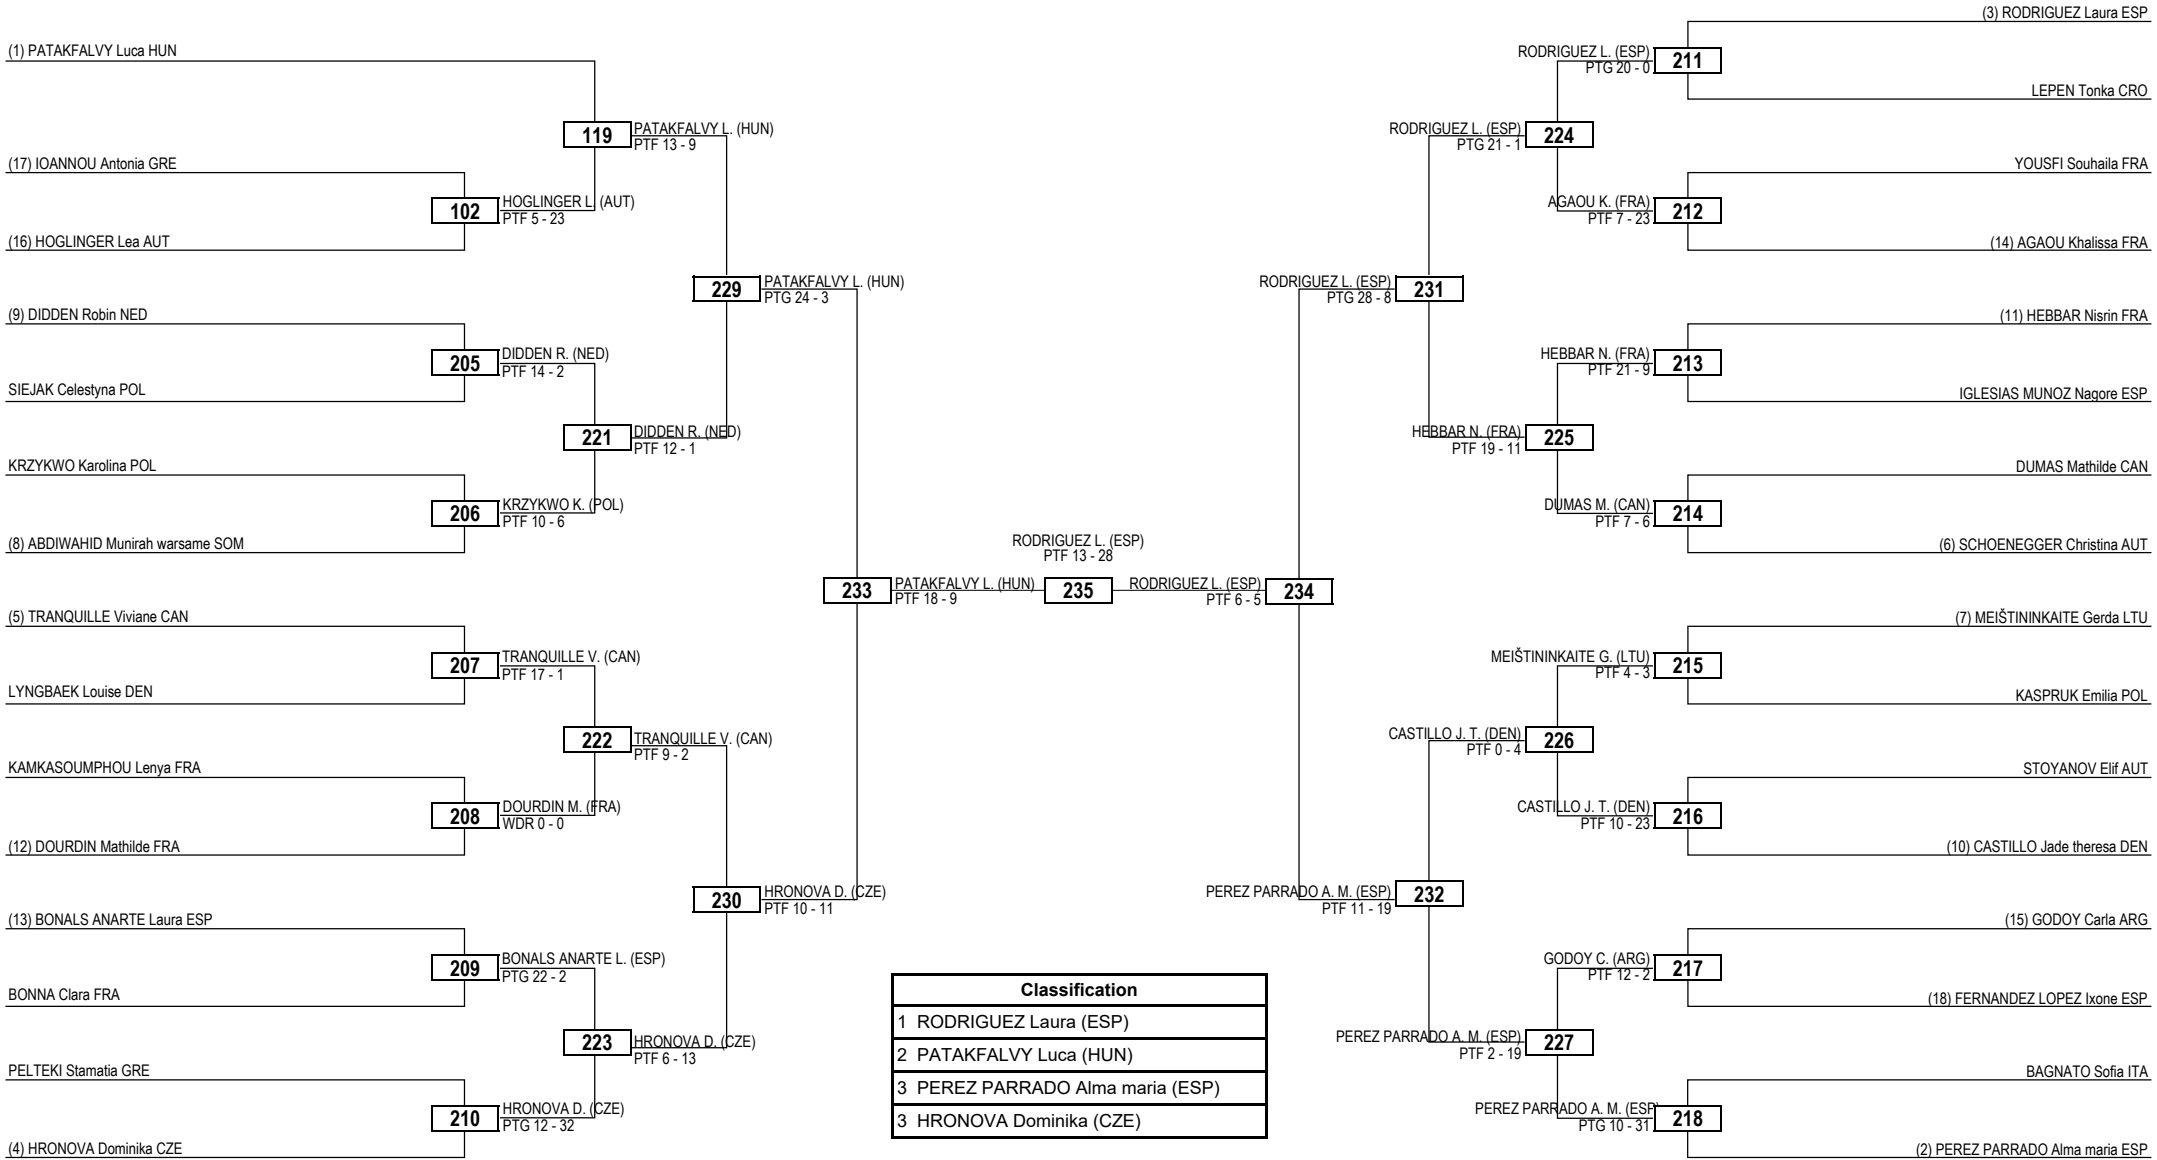 (1) PATAKFALVY Luca HUN
(17) IOANNOU Antonia GRE
(16) HOGLINGER Lea AUT
(9) DIDDEN Robin NED
SIEJAK Celestyna POL
KRZYKWO Karolina POL
(8) ABDIWAHID Munirah warsame SOM
(5) TRANQUILLE Viviane CAN
LYNGBAEK Louise DEN
KAMKASOUMPHOU Lenya FRA
(12) DOURDIN Mathilde FRA
(13) BONALS ANARTE Laura ESP
BONNA Clara FRA
PELTEKI Stamatia GRE
(4) HRONOVA Dominika CZE
102
HOGLINGER L. (AUT)
PTF 5 - 23
205
DIDDEN R. (NED)
PTF 14 - 2
206
KRZYKWO K. (POL)
PTF 10 - 6
207
TRANQUILLE V. (CAN)
PTF 17 - 1
208
DOURDIN M. (FRA)
WDR 0 - 0
209
BONALS ANARTE L. (ESP)
PTG 22 - 2
210
HRONOVA D. (CZE)
PTG 12 - 32
119
PATAKFALVY L. (HUN)
PTF 13 - 9
221
DIDDEN R. (NED)
PTF 12 - 1
222
TRANQUILLE V. (CAN)
PTF 9 - 2
223
HRONOVA D. (CZE)
PTF 6 - 13
229
PATAKFALVY L. (HUN)
PTG 24 - 3
230
HRONOVA D. (CZE)
PTF 10 - 11
233
PATAKFALVY L. (HUN)
PTF 18 - 9
RODRIGUEZ L. (ESP)
PTF 13 - 28
235
RODRIGUEZ L. (ESP)
PTF 6 - 5
234
RODRIGUEZ L. (ESP)
PTG 28 - 8
231
PEREZ PARRADO A. M. (ESP)
PTF 11 - 19
232
RODRIGUEZ L. (ESP)
PTG 21 - 1
224
HEBBAR N. (FRA)
PTF 19 - 11
225
CASTILLO J. T. (DEN)
PTF 0 - 4
226
PEREZ PARRADO A. M. (ESP)
PTF 2 - 19
227
RODRIGUEZ L. (ESP)
PTG 20 - 0
211
AGAOU K. (FRA)
PTF 7 - 23
212
HEBBAR N. (FRA)
PTF 21 - 9
213
DUMAS M. (CAN)
PTF 7 - 6
214
MEIŠTININKAITE G. (LTU)
PTF 4 - 3
215
CASTILLO J. T. (DEN)
PTF 10 - 23
216
GODOY C. (ARG)
PTF 12 - 2
217
PEREZ PARRADO A. M. (ESP)
PTG 10 - 31
218
(3) RODRIGUEZ Laura ESP
LEPEN Tonka CRO
YOUSFI Souhaila FRA
(14) AGAOU Khalissa FRA
(11) HEBBAR Nisrin FRA
IGLESIAS MUNOZ Nagore ESP
DUMAS Mathilde CAN
(6) SCHOENEGGER Christina AUT
(7) MEIŠTININKAITE Gerda LTU
KASPRUK Emilia POL
STOYANOV Elif AUT
(10) CASTILLO Jade theresa DEN
(15) GODOY Carla ARG
(18) FERNANDEZ LOPEZ Ixone ESP
BAGNATO Sofia ITA
(2) PEREZ PARRADO Alma maria ESP
Classification
1 RODRIGUEZ Laura (ESP)
2 PATAKFALVY Luca (HUN)
3 PEREZ PARRADO Alma maria (ESP)
3 HRONOVA Dominika (CZE)